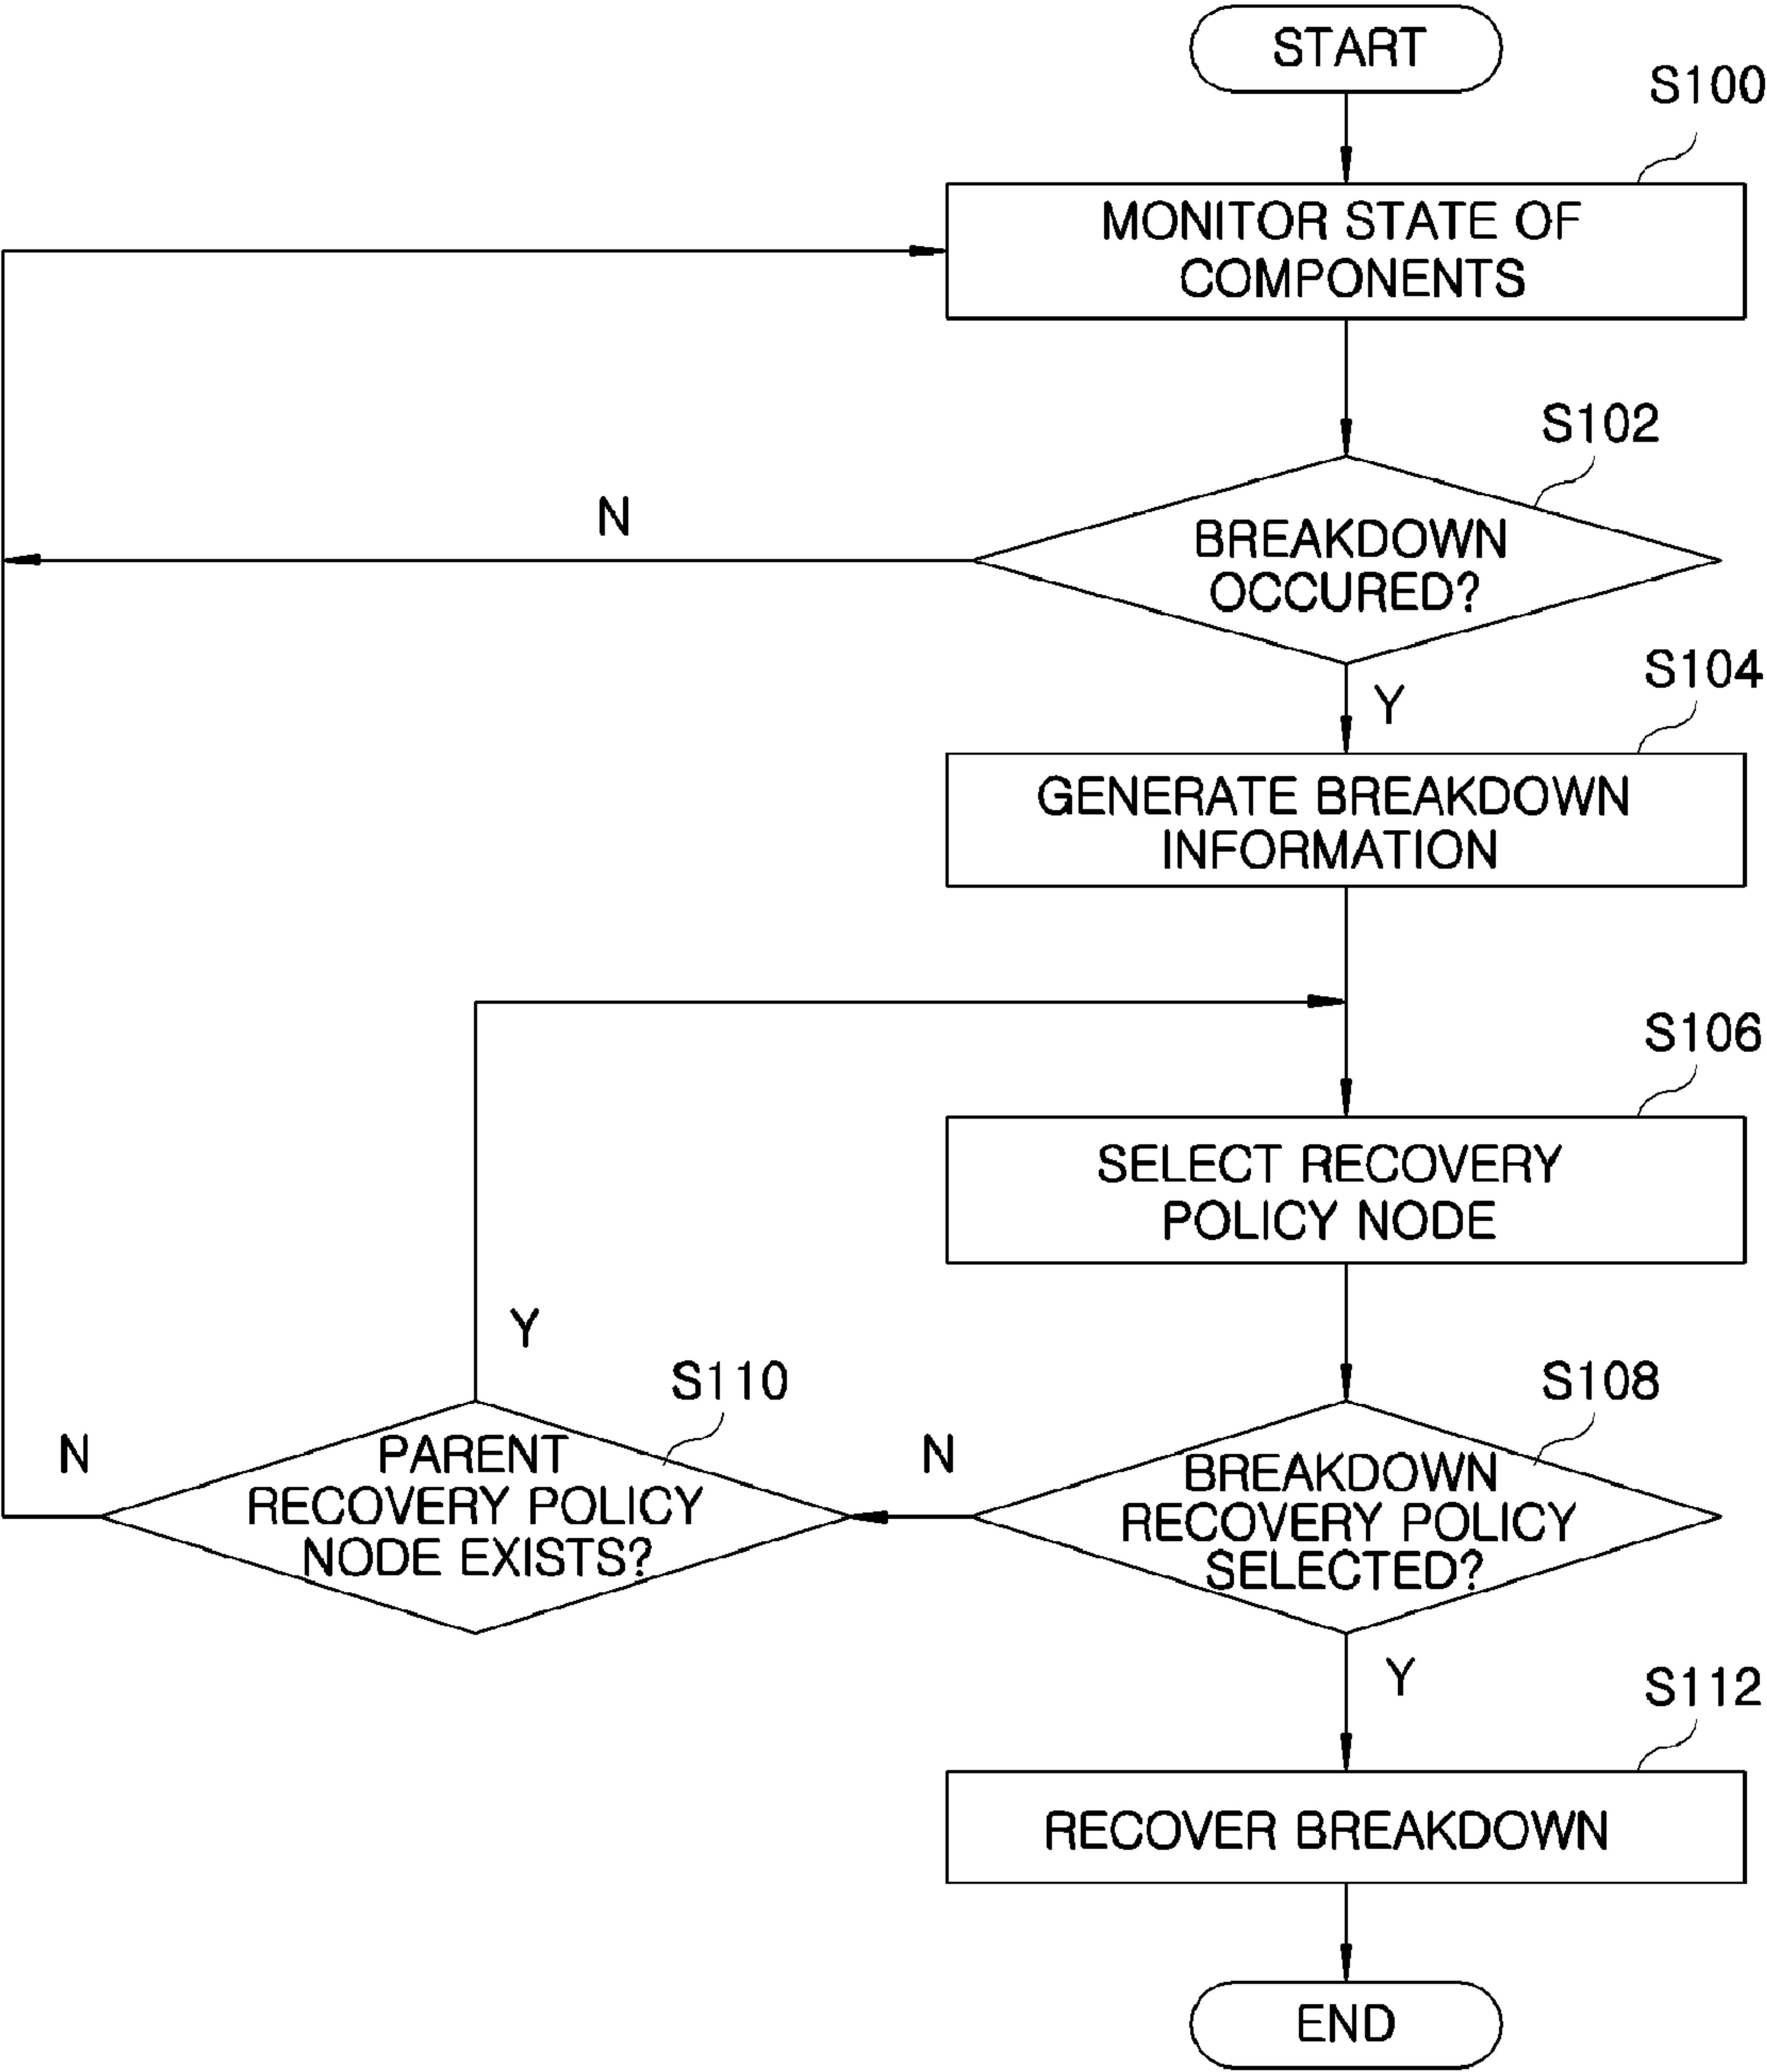 START
S100
MONITOR STATE OF
COMPONENTS
S102
N
BREAKDOWN
OCCURED?
S104
Y
GENERATE BREAKDOWN
INFORMATION
S106
SELECT RECOVERY
POLICY NODE
Y
S110
S108
N
PARENT
RECOVERY POLICY
NODE EXISTS?
N
BREAKDOWN
RECOVERY POLICY
SELECTED?
Y
S112
RECOVER BREAKDOWN
END